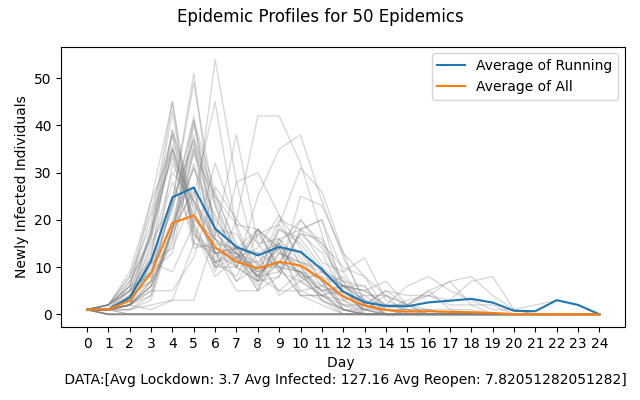 Epidemic Profiles for 50 Epidemics
Average of Running
Average of All
Newly Infected Individuals
50
40
30
20
10
0
0 1 2 3 4 5 6 7 8 9 10 11 12 13 14 15 16 17 18 19 20 21 22 23 24
Day
DATA:[Avg Lockdown: 3.7 Avg Infected: 127.16 Avg Reopen: 7.82051282051282]